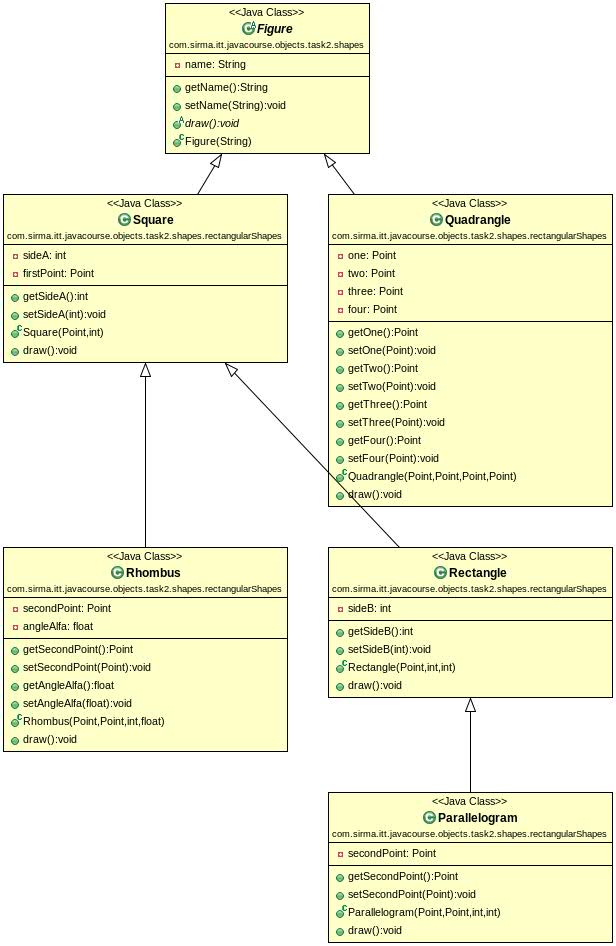 <<Java Class>>
Figure
com.sirma.itt.javacourse.objects.task2.shapes
name: String
getName():String
setName(String):void
draw():void
Figure(String)
<<Java Class>>
Square
com.sirma.itt.javacourse.objects.task2.shapes.rectangularShapes
sideA: int
firstPoint: Point
getSideA():int
setSideA(int):void
Square(Point,int)
draw():void
<<Java Class>>
Quadrangle
com.sirma.itt.javacourse.objects.task2.shapes.rectangularShapes
one: Point
two: Point
three: Point
four: Point
getOne():Point
setOne(Point):void
getTwo():Point
setTwo(Point):void
getThree():Point
setThree(Point):void
getFour():Point
setFour(Point):void
Quadrangle(Point,Point,Point,Point)
draw():void
<<Java Class>>
Rhombus
com.sirma.itt.javacourse.objects.task2.shapes.rectangularShapes
secondPoint: Point
angleAlfa: float
getSecondPoint():Point
setSecondPoint(Point):void
getAngleAlfa():float
setAngleAlfa(float):void
Rhombus(Point,Point,int,float)
draw():void
<<Java Class>>
Rectangle
com.sirma.itt.javacourse.objects.task2.shapes.rectangularShapes
sideB: int
getSideB():int
setSideB(int):void
Rectangle(Point,int,int)
draw():void
<<Java Class>>
Parallelogram
com.sirma.itt.javacourse.objects.task2.shapes.rectangularShapes
secondPoint: Point
getSecondPoint():Point
setSecondPoint(Point):void
Parallelogram(Point,Point,int,int)
draw():void